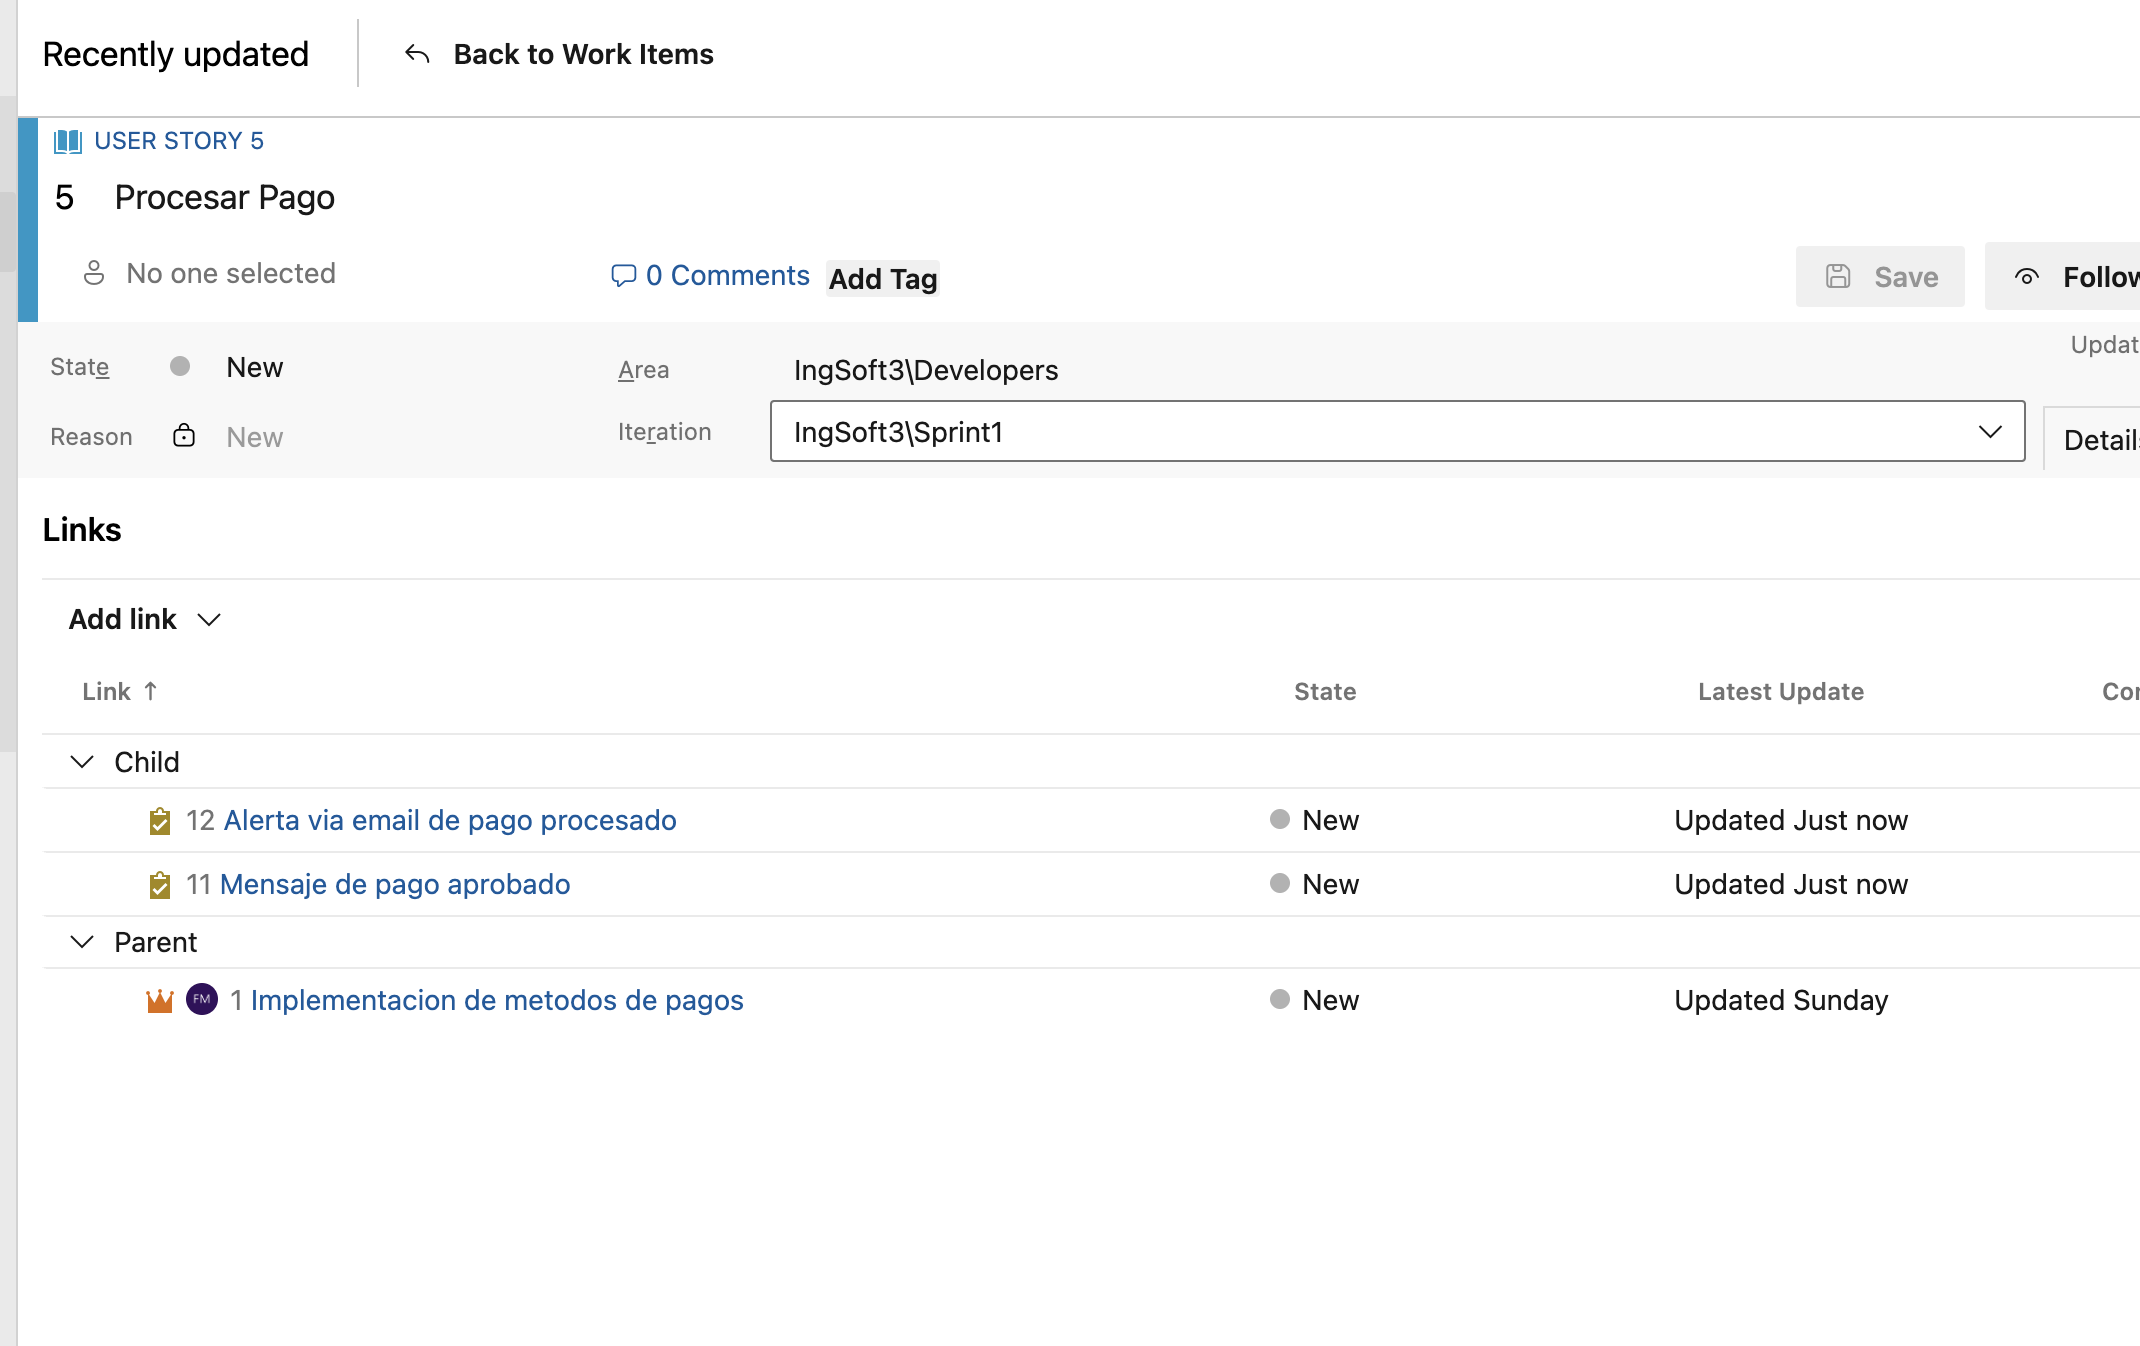 Recently updated
Back to Work Items
USER STORY 5
5 Procesar Pago
No one selected
0 Comments
Add Tag
Save
Follow
State
New
Area
IngSoft3\Developers
Reason
New
Iteration
IngSoft3\Sprint1
Links
Add link
Link ↑ State Latest Update
Child
12 Alerta via email de pago procesado New Updated Just now
11 Mensaje de pago aprobado New Updated Just now
Parent
FM 1 Implementacion de metodos de pagos New Updated Sunday